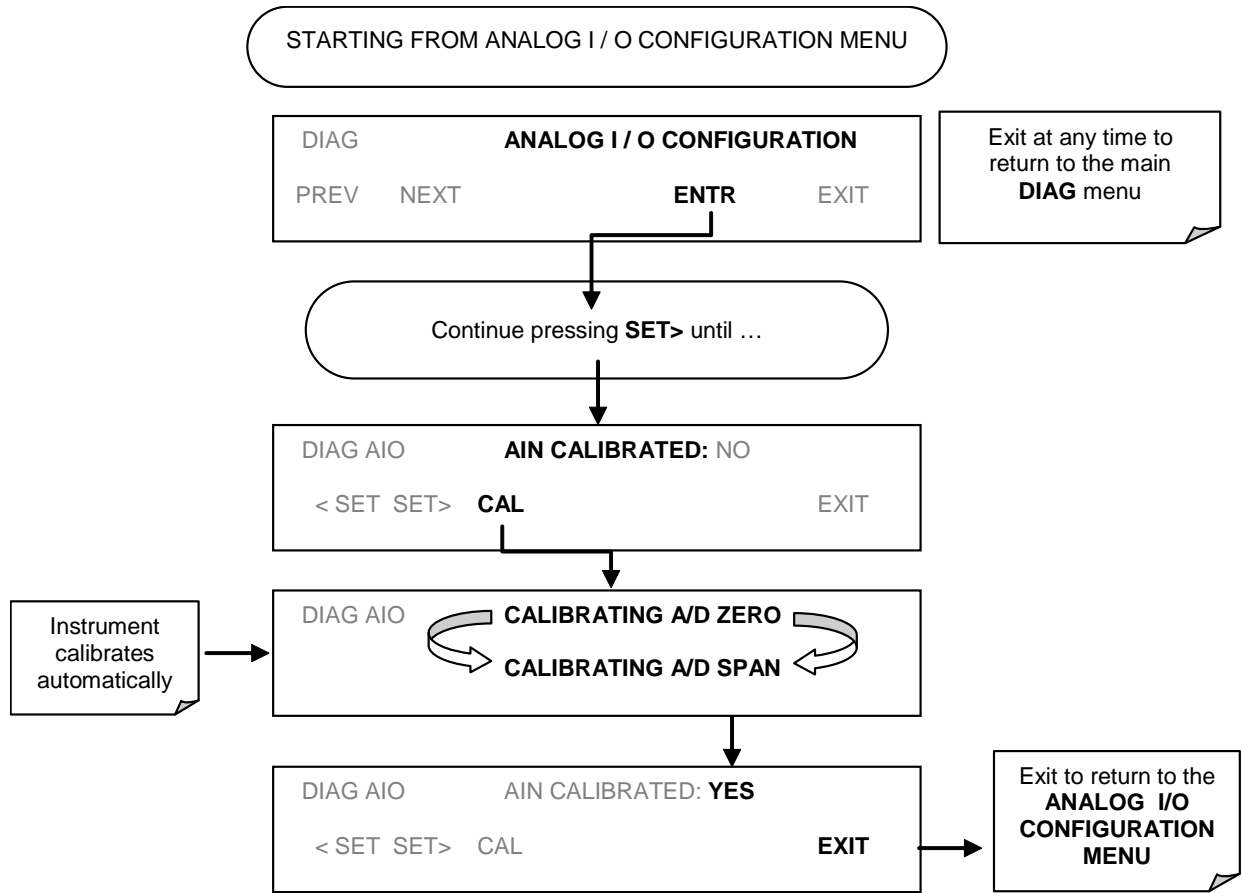 STARTING FROM ANALOG I / O CONFIGURATION MENU
DIAG ANALOG I / O CONFIGURATION
PREV NEXT ENTR EXIT
Exit at any time to
return to the main
DIAG menu
Continue pressing SET> until …
DIAG AIO AIN CALIBRATED: NO
< SET SET> CAL EXIT
Instrument
calibrates
automatically
DIAG AIO CALIBRATING A/D ZERO
CALIBRATING A/D SPAN
DIAG AIO AIN CALIBRATED: YES
< SET SET> CAL EXIT
Exit to return to the
ANALOG I/O
CONFIGURATION
MENU